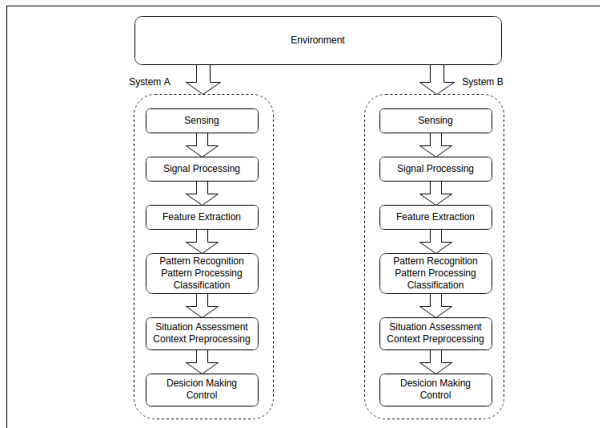 Environment
System A
System B
Sensing
Signal Processing
Feature Extraction
Pattern Recognition
Pattern Processing
Classification
Situation Assessment
Context Preprocessing
Desicion Making
Control
Sensing
Signal Processing
Feature Extraction
Pattern Recognition
Pattern Processing
Classification
Situation Assessment
Context Preprocessing
Desicion Making
Control